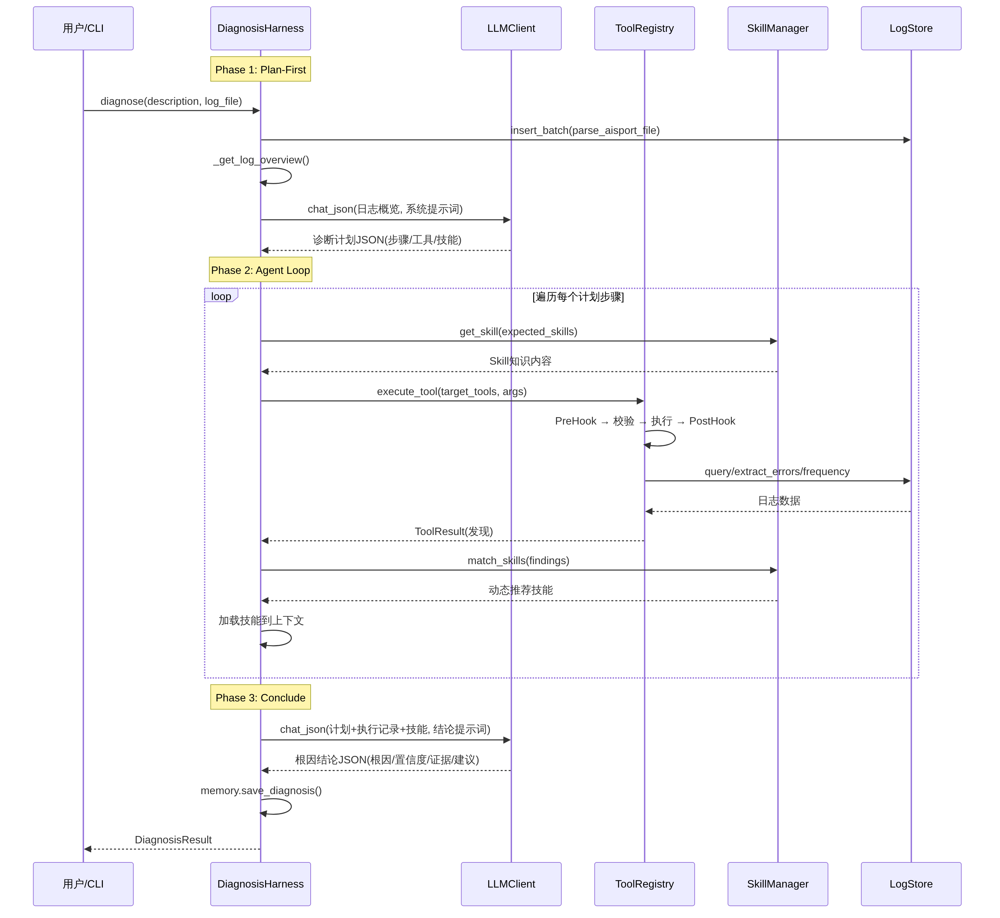 用户/CLI
DiagnosisHarness
LLMClient
ToolRegistry
SkillManager
LogStore
Phase 1: Plan-First
diagnose(description, log_file)
insert_batch(parse_aisport_file)
_get_log_overview()
chat_json(日志概览, 系统提示词)
诊断计划JSON(步骤/工具/技能)
Phase 2: Agent Loop
loop
[遍历每个计划步骤]
get_skill(expected_skills)
Skill知识内容
execute_tool(target_tools, args)
PreHook → 校验 → 执行 → PostHook
query/extract_errors/frequency
日志数据
ToolResult(发现)
match_skills(findings)
动态推荐技能
加载技能到上下文
Phase 3: Conclude
chat_json(计划+执行记录+技能, 结论提示词)
根因结论JSON(根因/置信度/证据/建议)
memory.save_diagnosis()
DiagnosisResult
用户/CLI
DiagnosisHarness
LLMClient
ToolRegistry
SkillManager
LogStore